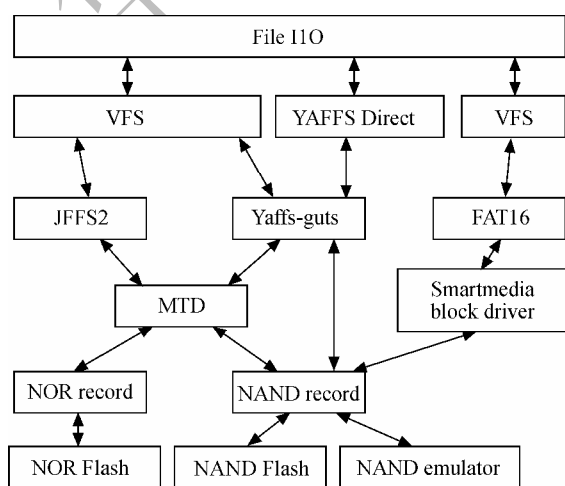 File I1O
VFS
YAFFS Direct
VFS
JFFS2
Yaffs-guts
FAT16
MTD
Smartmedia
block driver
NOR record
NAND record
NOR Flash
NAND Flash
NAND emulator